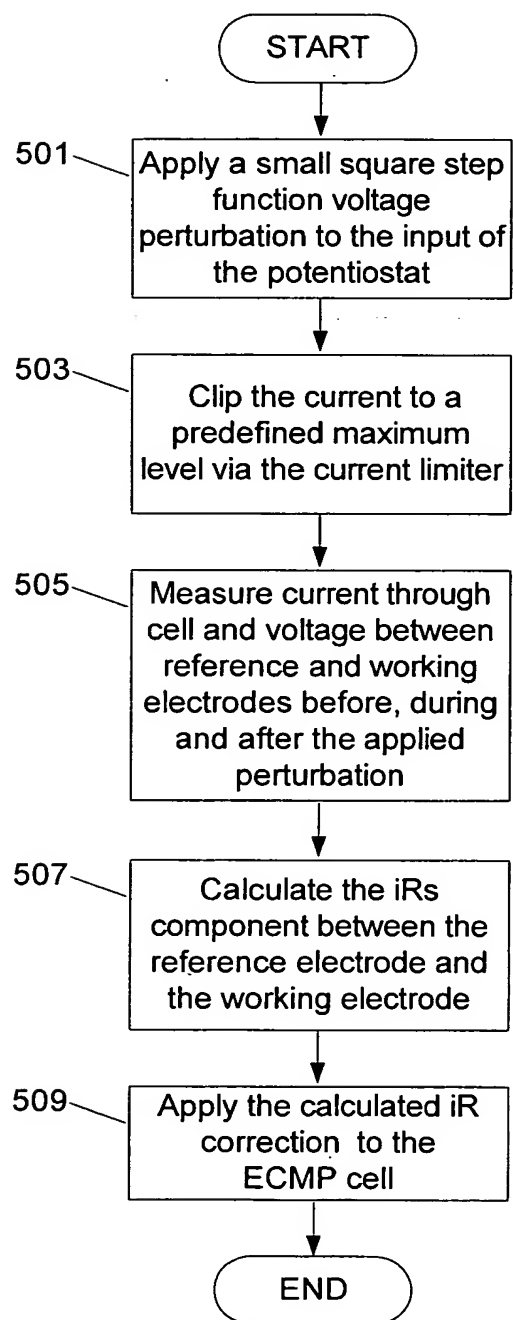 START
501
Apply a small square step
function voltage
perturbation to the input of
the potentiostat
503
Clip the current to a
predefined maximum
level via the current limiter
505
Measure current through
cell and voltage between
reference and working
electrodes before, during
and after the applied
perturbation
507
Calculate the iRs
component between the
reference electrode and
the working electrode
509
Apply the calculated iR
correction to the
ECMP cell
END